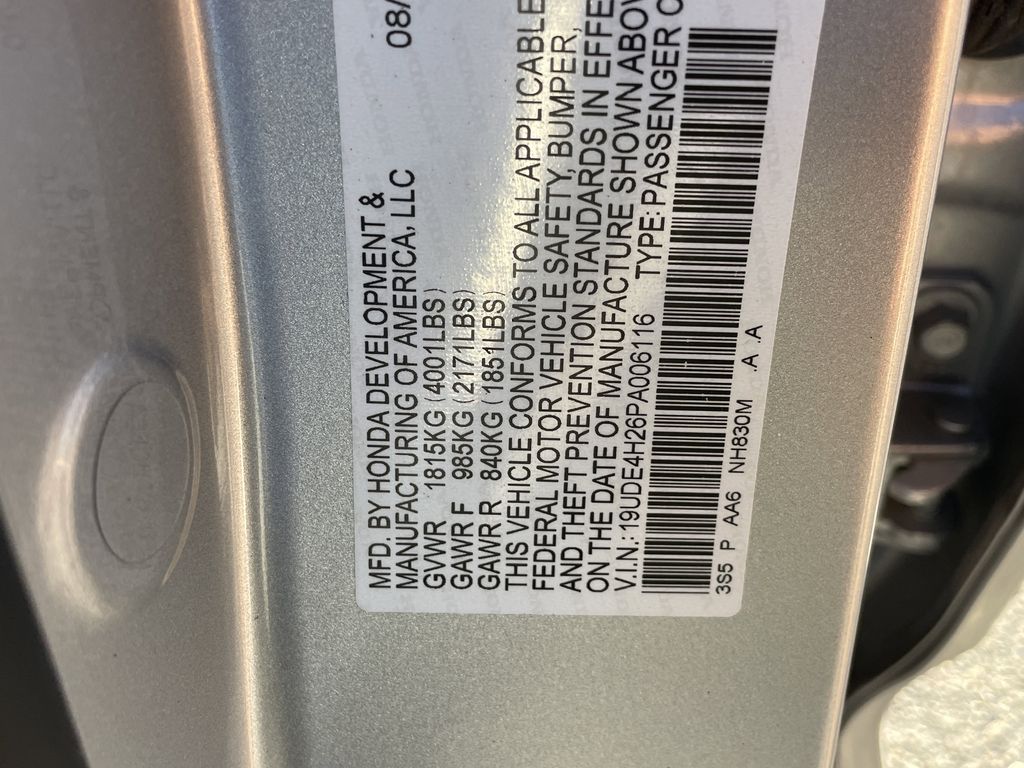 MFD. BY HONDA DEVELOPMENT & 08/
MANUFACTURING OF AMERICA, LLC
GVWR 1815KG (4001LBS)
GAWR F 985KG (2171LBS)
GAWR R 840KG (1851LBS)
THIS VEHICLE CONFORMS TO ALL APPLICABLE
FEDERAL MOTOR VEHICLE SAFETY, BUMPER,
AND THEFT PREVENTION STANDARDS IN EFFE
ON THE DATE OF MANUFACTURE SHOWN ABOV
V.I.N.:19UDE4H26PA006116 TYPE: PASSENGER C
3S5 P AA6 NH830M .A .A